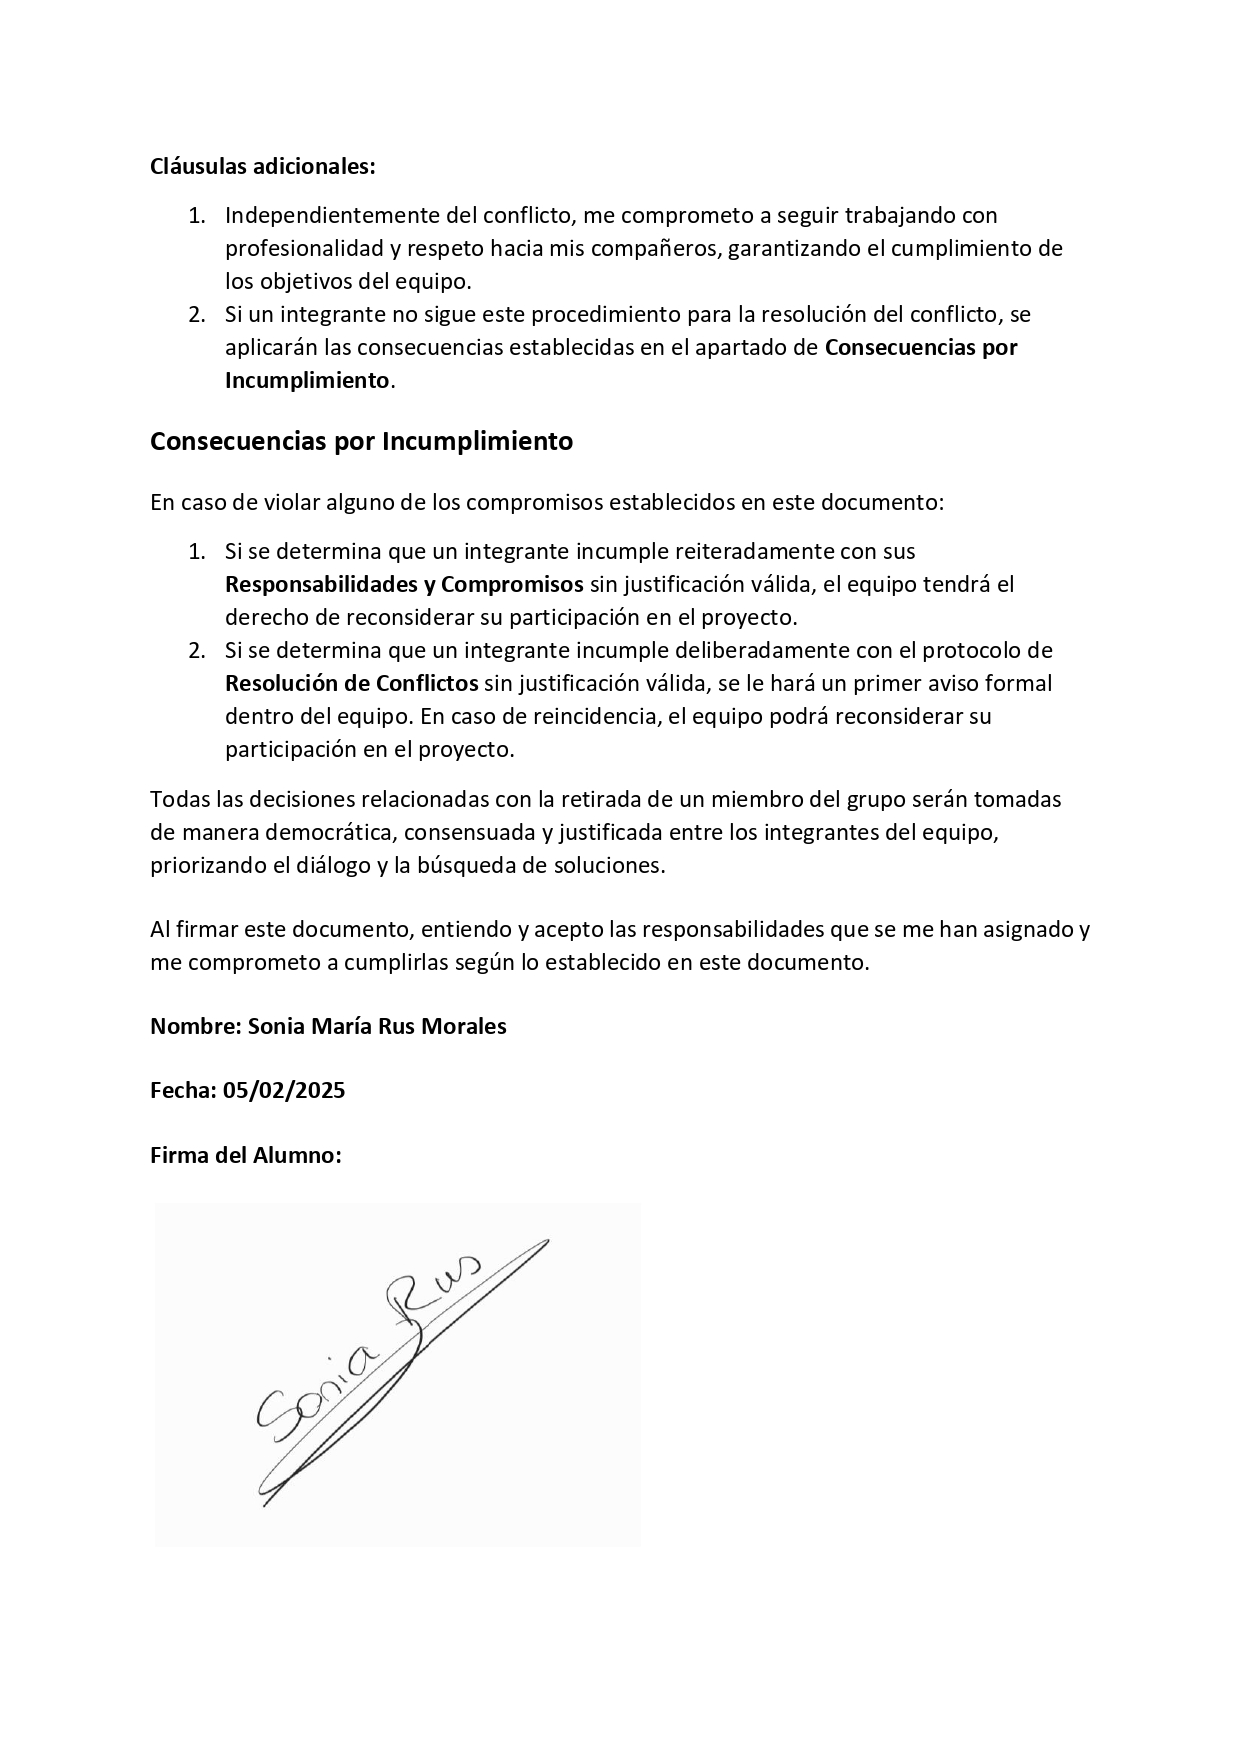 Cláusulas adicionales:
1. Independientemente del conflicto, me comprometo a seguir trabajando con
profesionalidad y respeto hacia mis compañeros, garantizando el cumplimiento de
los objetivos del equipo.
2. Si un integrante no sigue este procedimiento para la resolución del conflicto, se
aplicarán las consecuencias establecidas en el apartado de Consecuencias por
Incumplimiento.
Consecuencias por Incumplimiento
En caso de violar alguno de los compromisos establecidos en este documento:
1. Si se determina que un integrante incumple reiteradamente con sus
Responsabilidades y Compromisos sin justificación válida, el equipo tendrá el
derecho de reconsiderar su participación en el proyecto.
2. Si se determina que un integrante incumple deliberadamente con el protocolo de
Resolución de Conflictos sin justificación válida, se le hará un primer aviso formal
dentro del equipo. En caso de reincidencia, el equipo podrá reconsiderar su
participación en el proyecto.
Todas las decisiones relacionadas con la retirada de un miembro del grupo serán tomadas
de manera democrática, consensuada y justificada entre los integrantes del equipo,
priorizando el diálogo y la búsqueda de soluciones.
Al firmar este documento, entiendo y acepto las responsabilidades que se me han asignado y
me comprometo a cumplirlas según lo establecido en este documento.
Nombre: Sonia María Rus Morales
Fecha: 05/02/2025
Firma del Alumno:
Sonia Rus